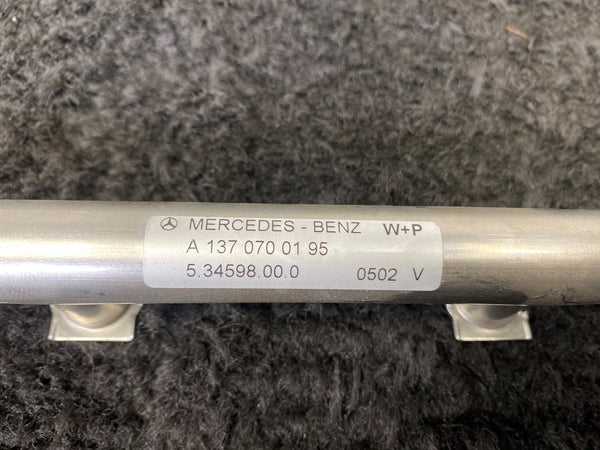 MERCEDES - BENZ W+P
A 137 070 01 95
5.34598.00.0 0502 V